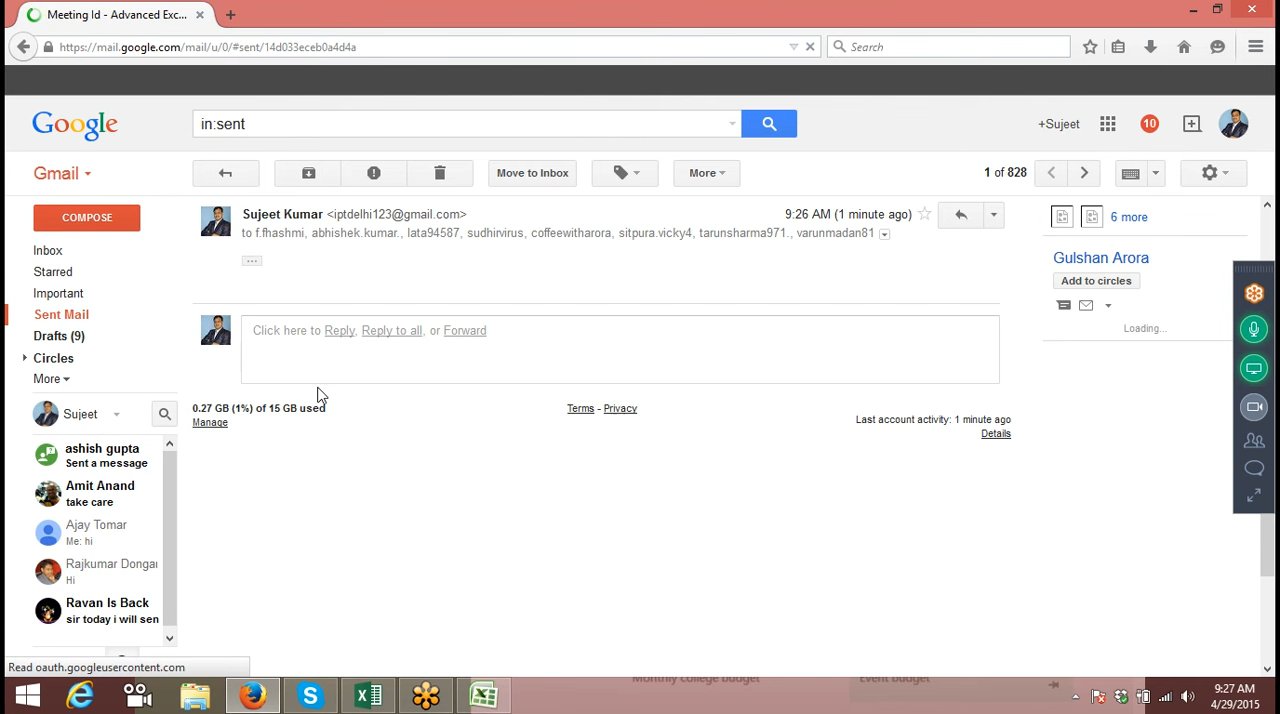 Meeting Id - Advanced Exc...
https://mail.google.com/mail/u/0/#sent/14d033eceb0a4d4a
Search
Google
in:sent
+Sujeet
10
Gmail
Move to Inbox
More
1 of 828
COMPOSE
Inbox
Starred
Important
Sent Mail
Drafts (9)
Circles
More
Sujeet
ashish gupta
Sent a message
Amit Anand
take care
Ajay Tomar
Me: hi
Rajkumar Dongar
Hi
Ravan Is Back
sir today i will sen
Sujeet Kumar <iptdelhi123@gmail.com>
9:26 AM (1 minute ago)
to f.fhashmi, abhishek.kumar., lata94587, sudhirvirus, coffeewitharora, sitpura.vicky4, tarunsharma971., varunmadan81
...
Click here to Reply, Reply to all, or Forward
0.27 GB (1%) of 15 GB used
Manage
Terms - Privacy
Last account activity: 1 minute ago
Details
6 more
Gulshan Arora
Add to circles
Loading...
Read oauth.googleusercontent.com
Monthly college budget
Event budget
9:27 AM
4/29/2015